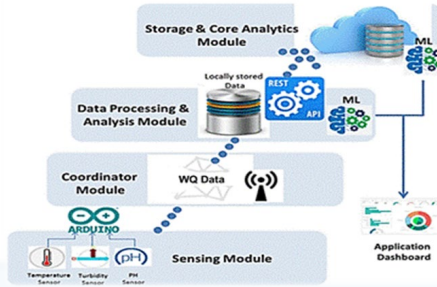 Storage & Core Analytics
Module
ML
Locally stored
Data
REST
API
ML
Data Processing &
Analysis Module
Coordinator
Module
WQ Data
ARDUINO
Application
Dashboard
Sensing Module
pH
Temperature
Sensor
Turbidity
Sensor
PH
Sensor